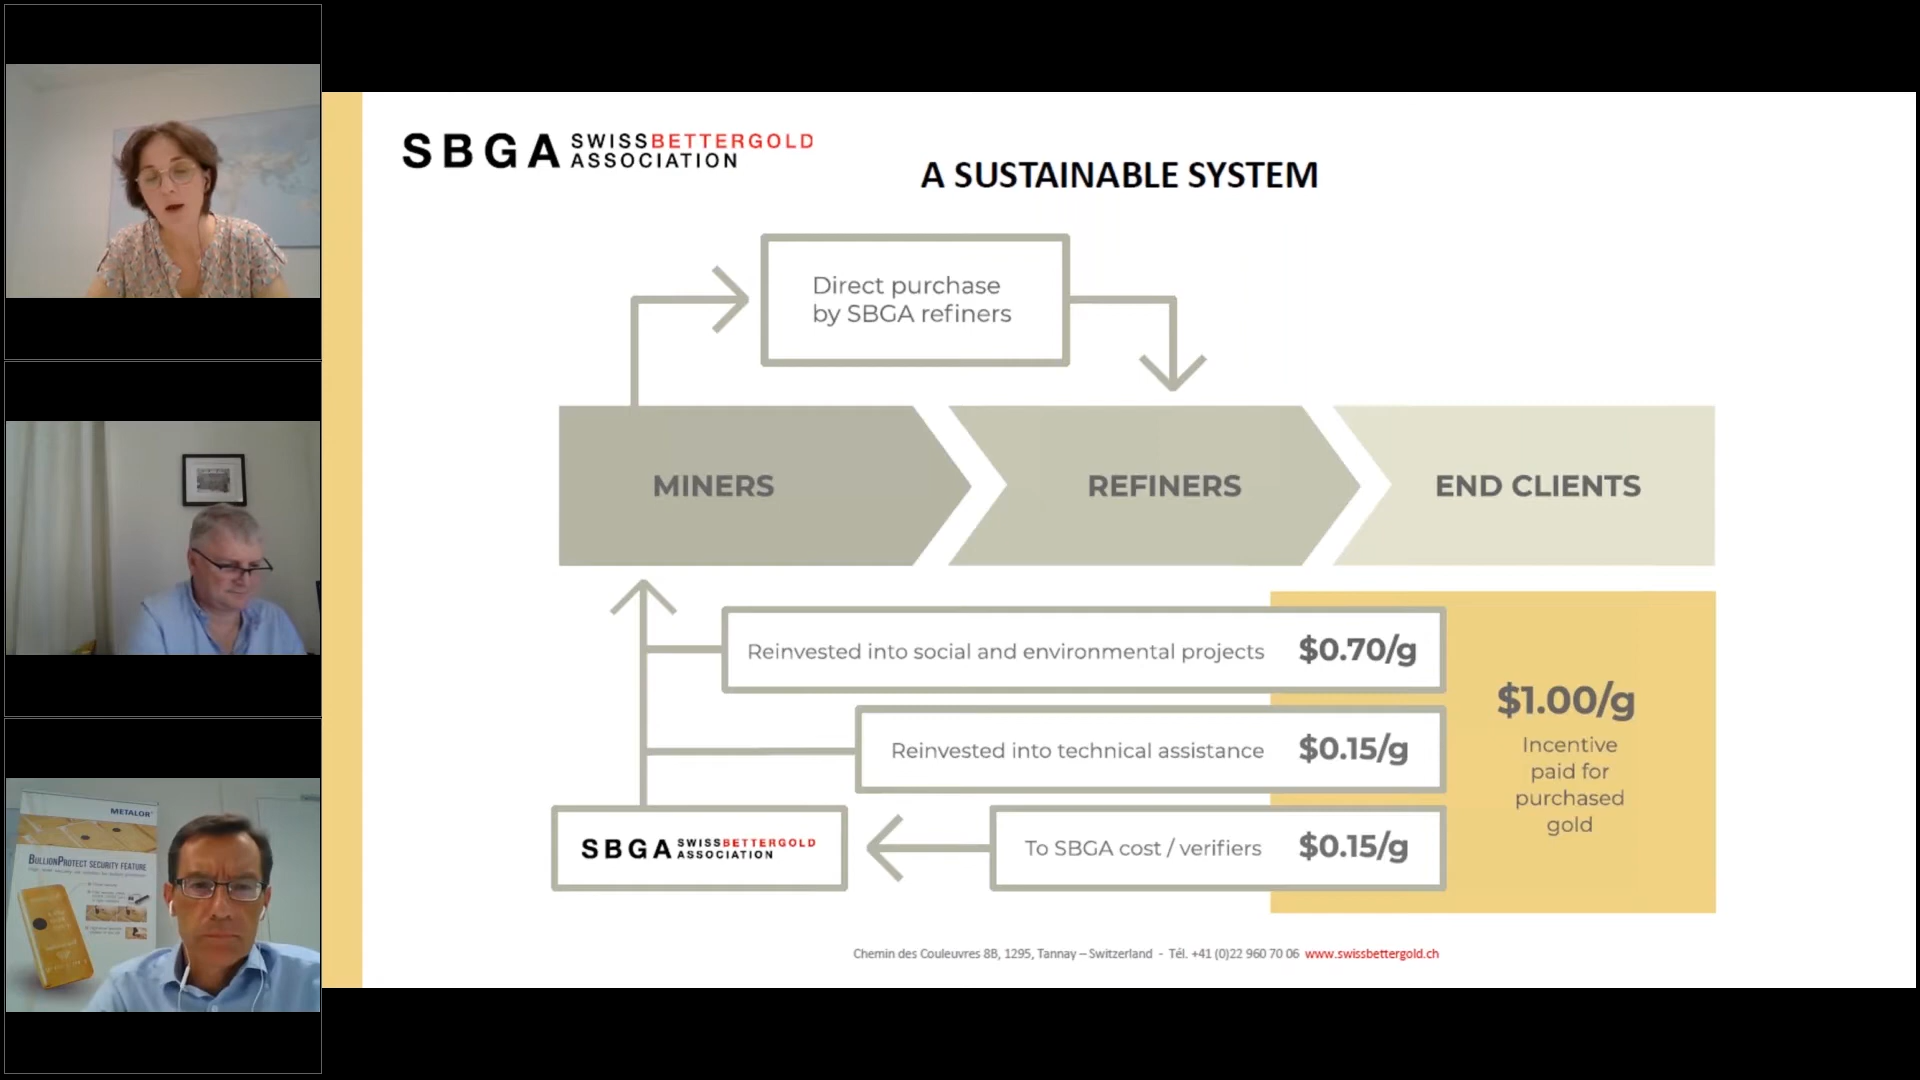 SBGA SWISSBETTERGOLD
ASSOCIATION
A SUSTAINABLE SYSTEM
Direct purchase
by SBGA refiners
MINERS
REFINERS
END CLIENTS
Reinvested into social and environmental projects $0.70/g
Reinvested into technical assistance $0.15/g
To SBGA cost / verifiers $0.15/g
$1.00/g
Incentive
paid for
purchased
gold
SBGA SWISSBETTERGOLD
ASSOCIATION
Chemin des Couleuvres 8B, 1295, Tannay – Switzerland - Tél. +41 (0)22 960 70 06 www.swissbettergold.ch
METALOR
BULLIONPROTECT SECURITY FEATURE